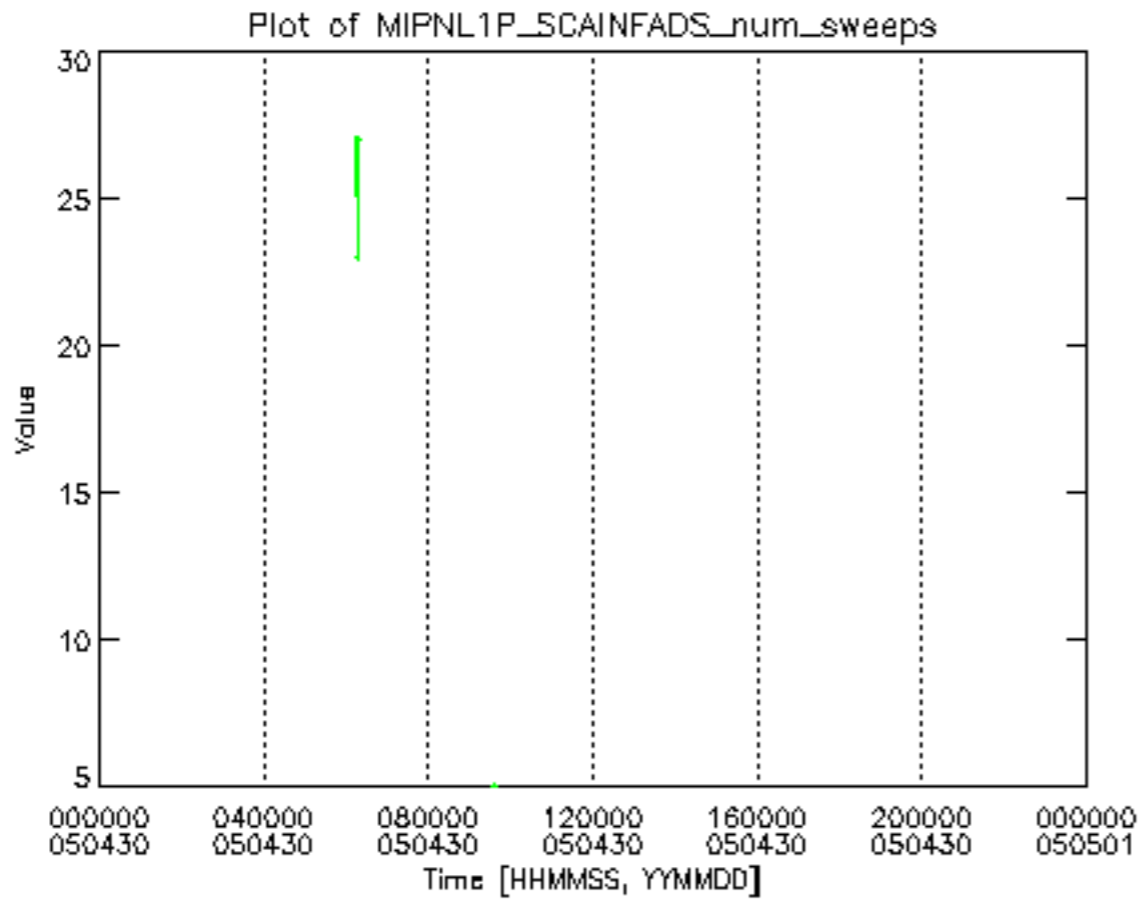 Plot of MIPNL1P_SCAINFADS_num_sweeps
30
25
20
15
10
5
Value
000000 040000 080000 120000 160000 200000 000000
050430 050430 050430 050430 050430 050430 050501
Time [HHMMSS, YYMMDD]